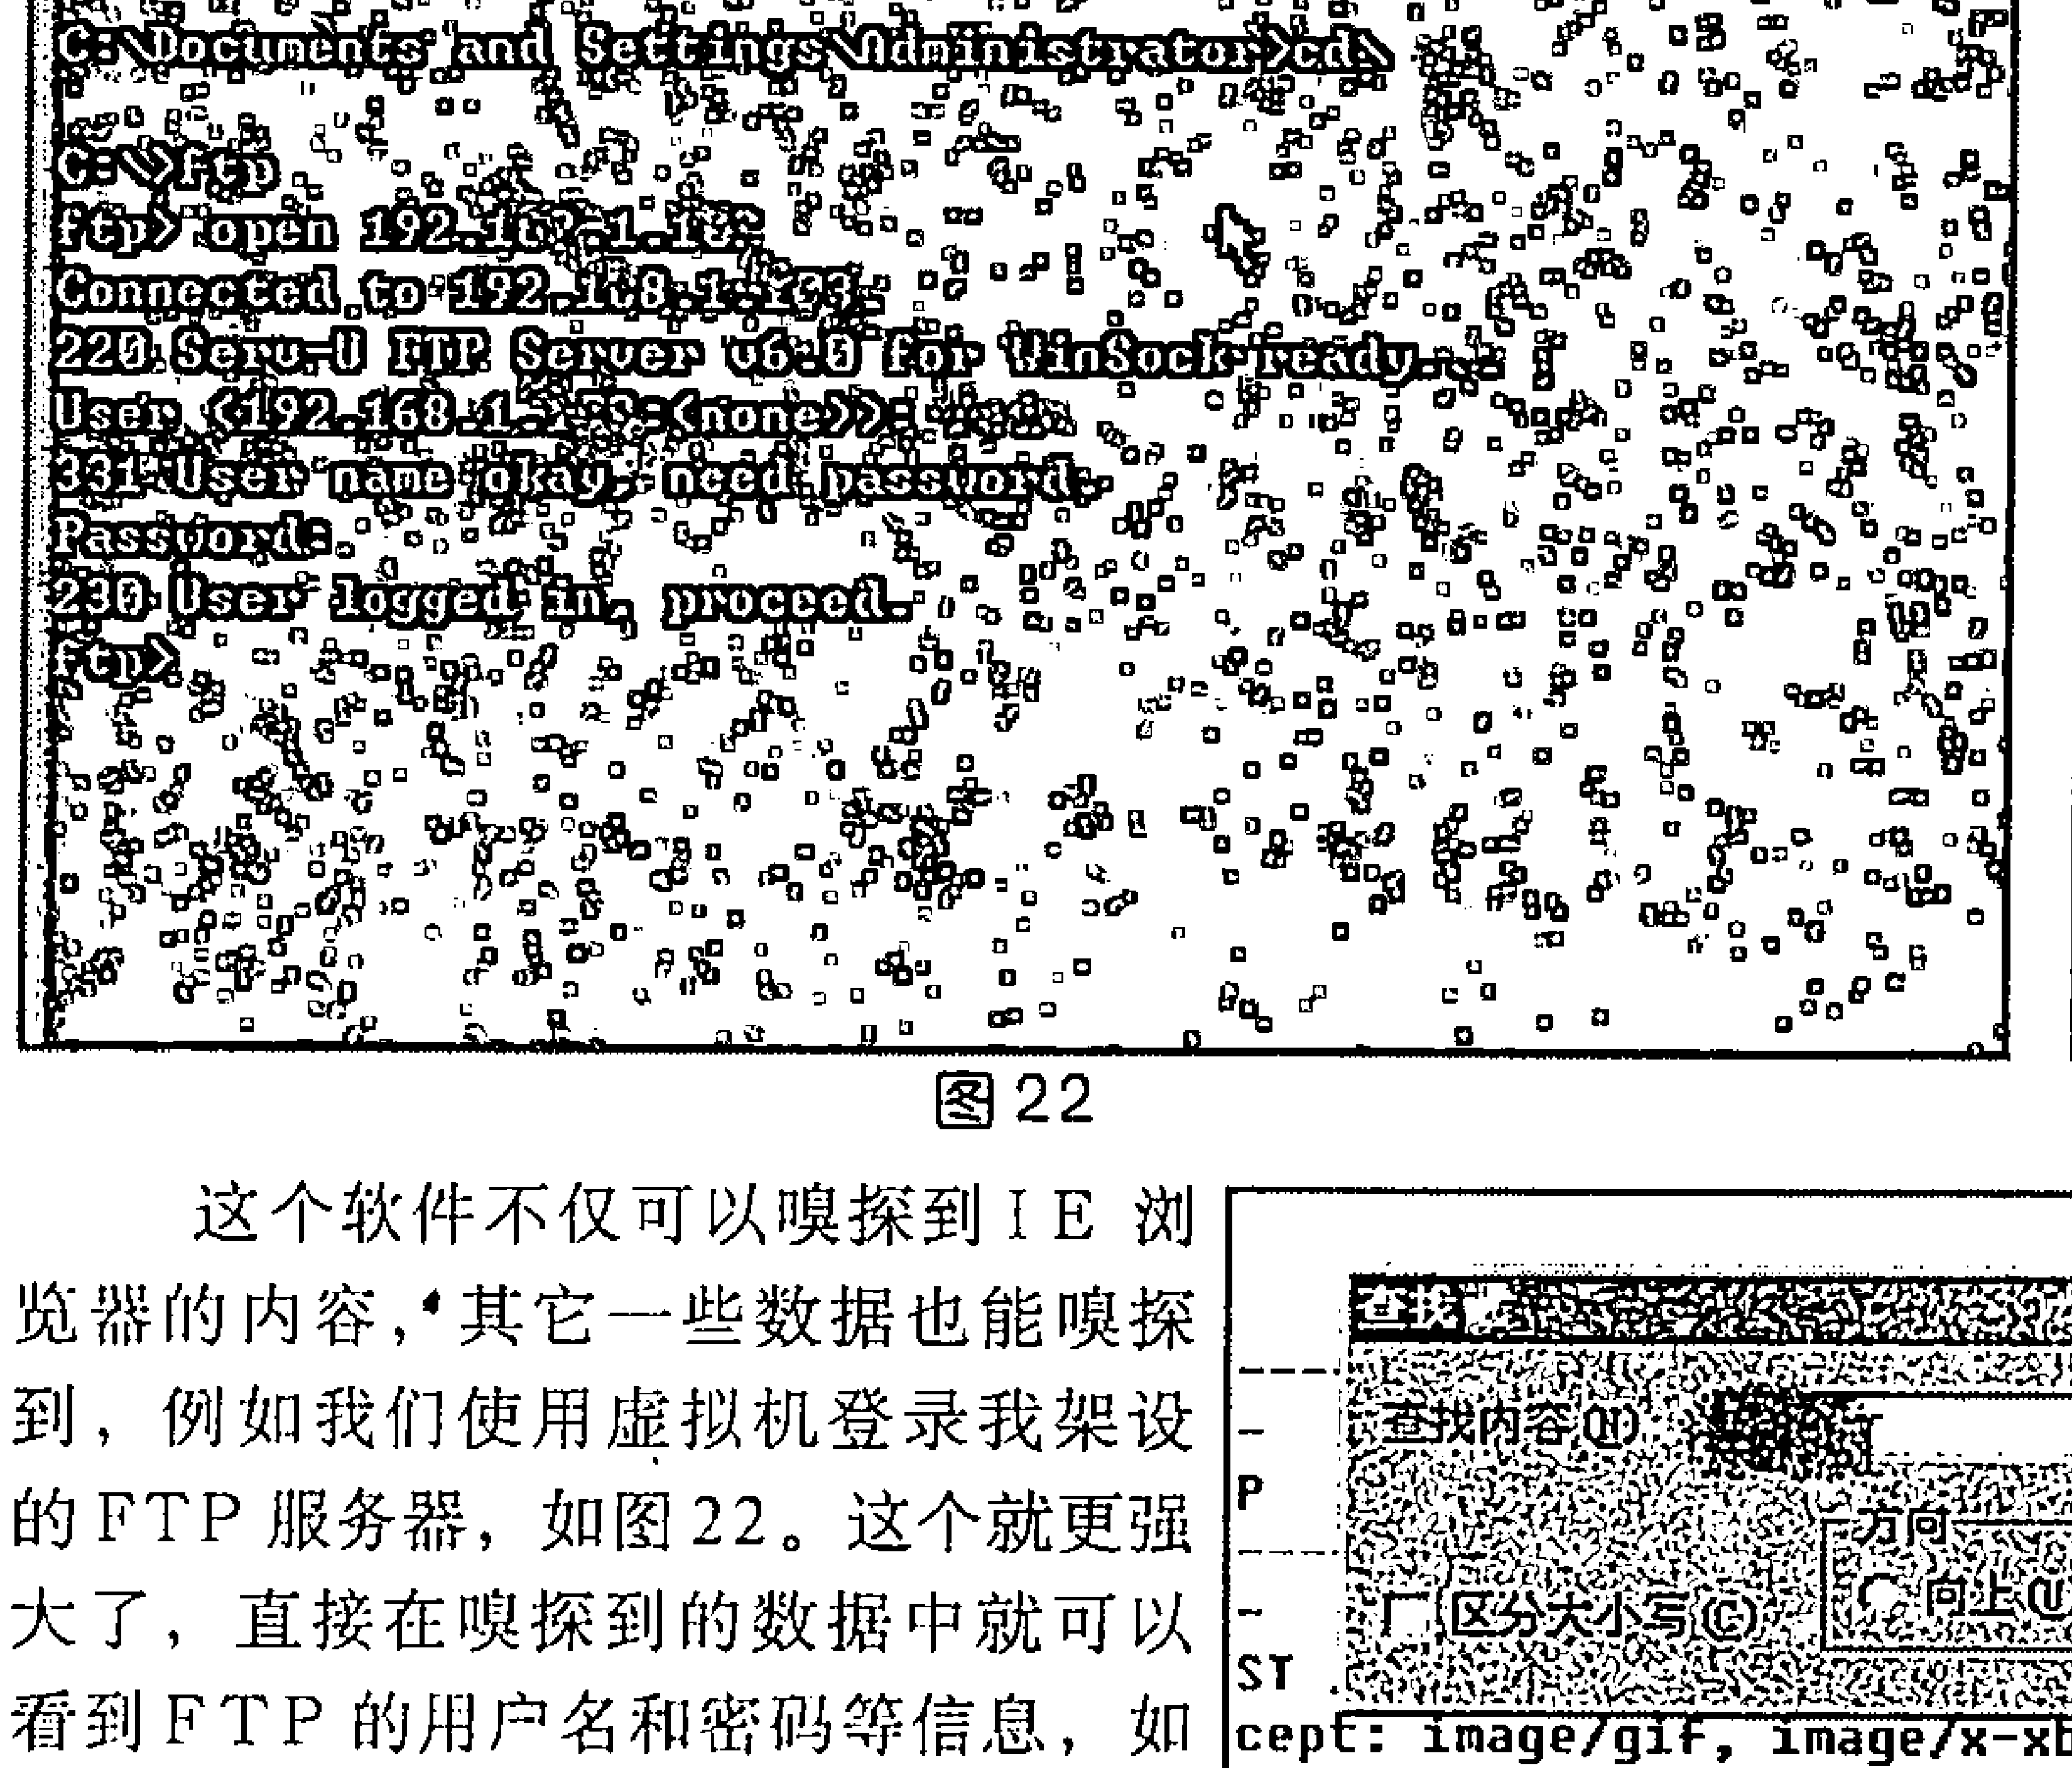 C:\Documents and Settings\Administrator>cd\
C:\>ftp
ftp> open
Connected to
220 Serv-U FTP Server v6.0 for WinSock ready...
User (none)):
331 User name okay, need password.
Password:
230 User logged in, proceed.
ftp>
图22
这个软件不仅可以嗅探到IE 浏
览器的内容，其它一些数据也能嗅探
到，例如我们使用虚拟机登录我架设
的FTP 服务器，如图22。这个就更强
大了，直接在嗅探到的数据中就可以
看到FTP 的用户名和密码等信息，如
查找
----
查找内容(N)
-
P
方向
----
向上(U
-
区分大小写(C)
ST
cept: image/gif, image/x-xb